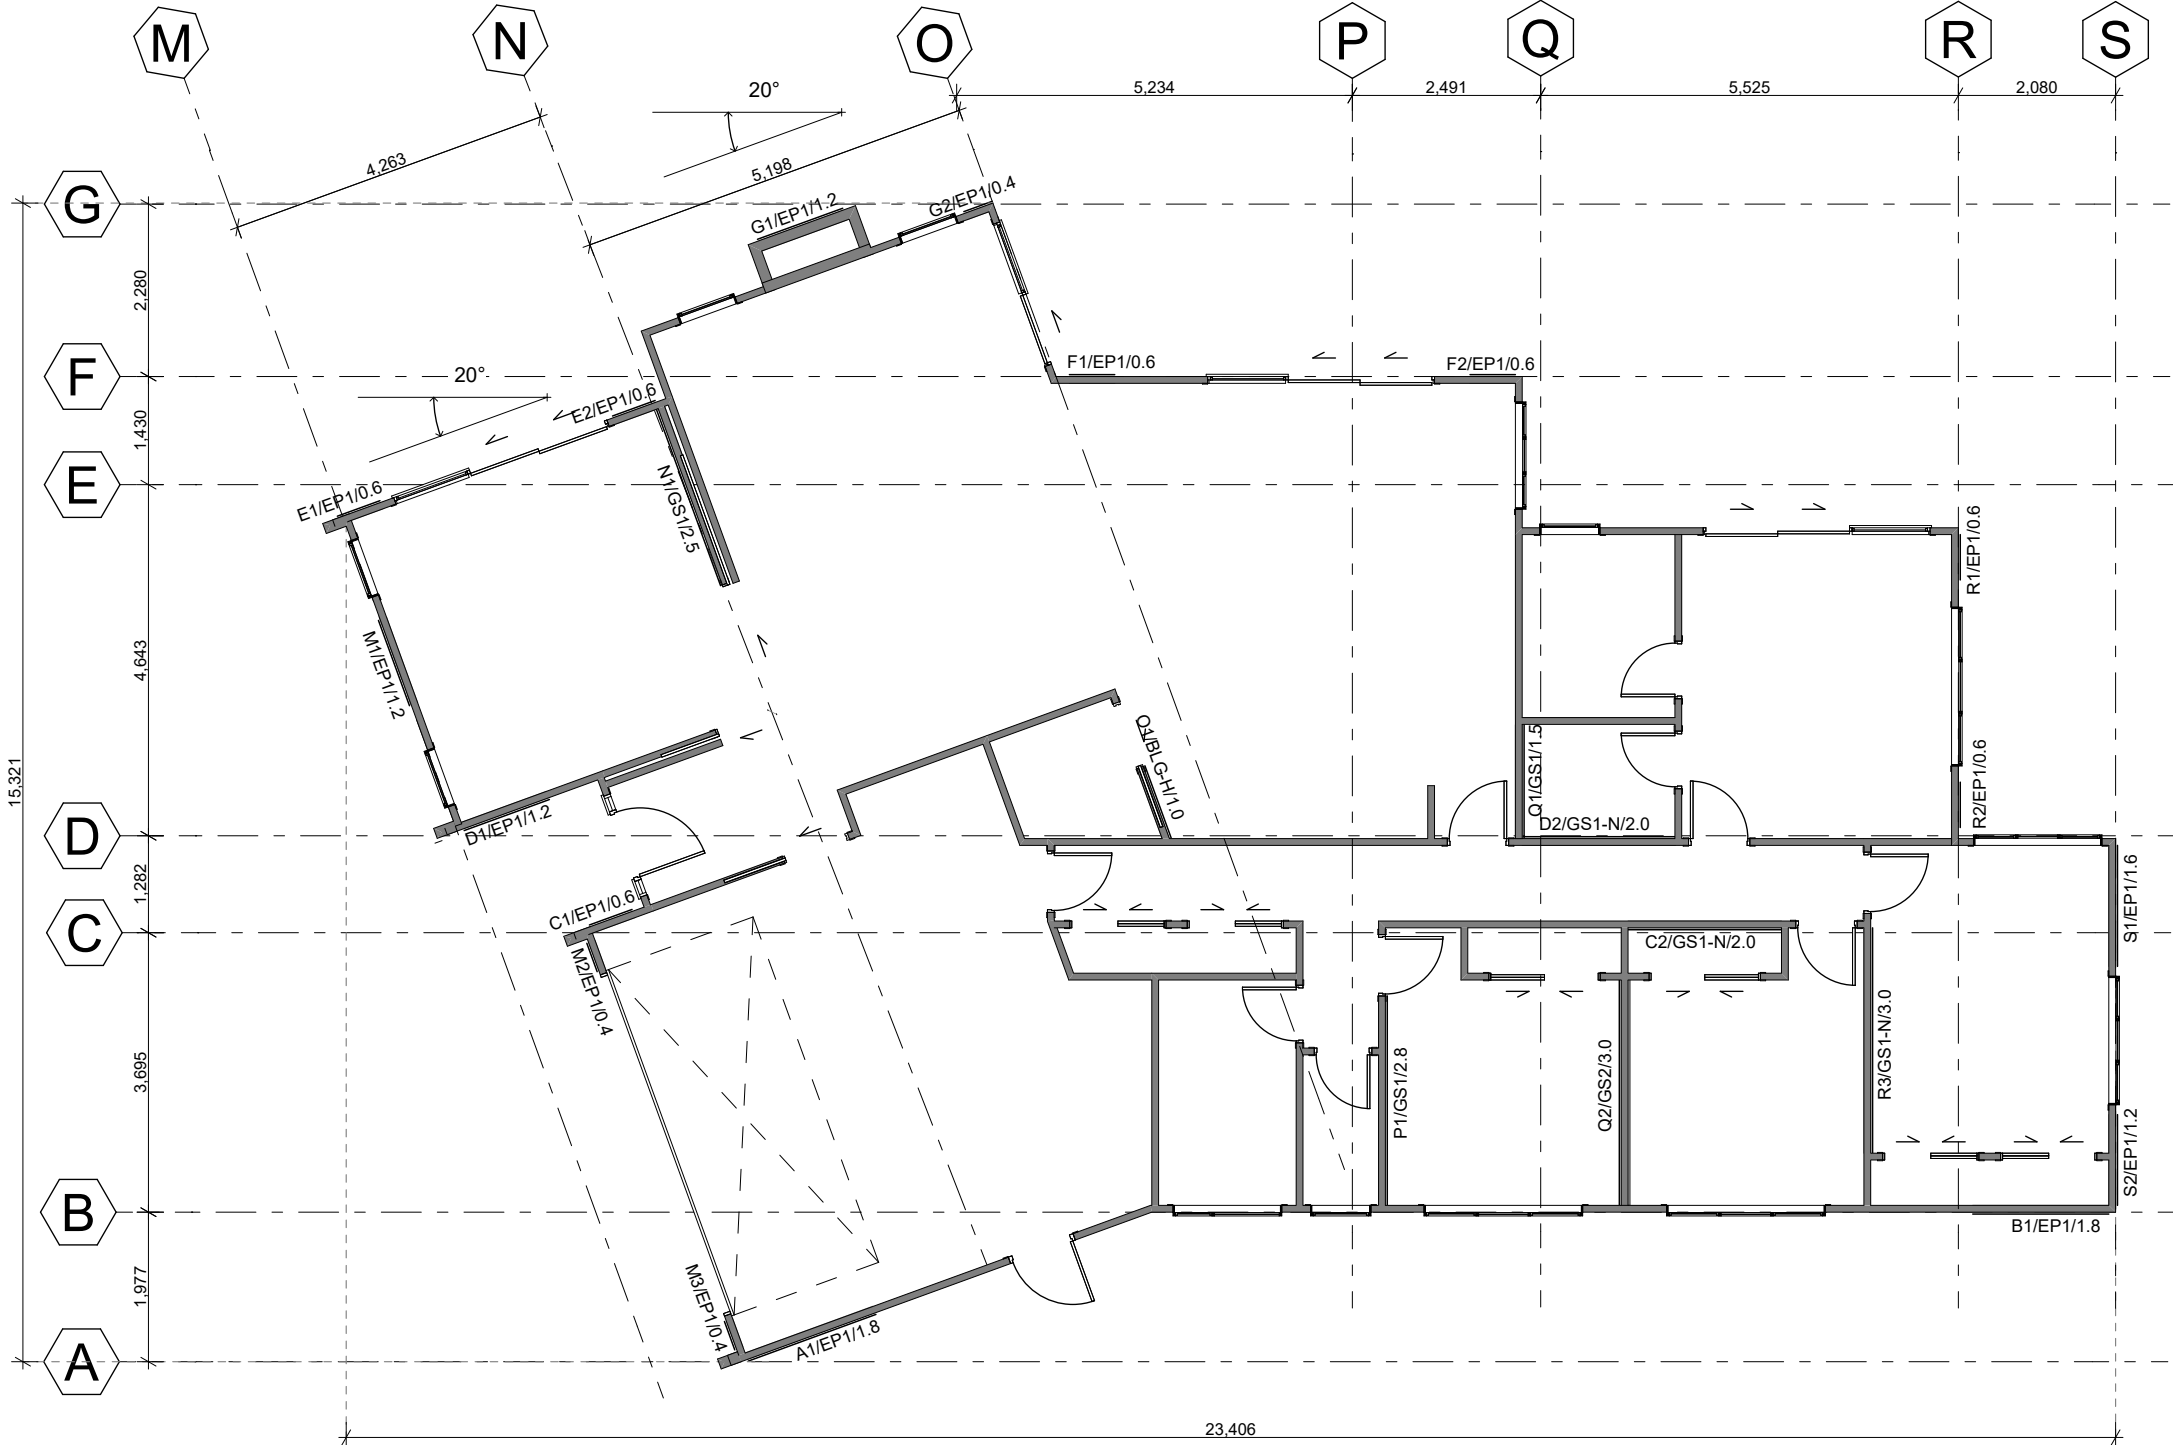 M
N
O
P
Q
R
S
5,234
2,491
5,525
2,080
20°
4,263
5,198
G
G1/EP1/1.2
G2/EP1/0.4
2,280
F
F1/EP1/0.6
F2/EP1/0.6
20°
E2/EP1/0.6
1,430
E
E1/EP1/0.6
N1/GS1/2.5
R1/EP1/0.6
M1/EP1/1.2
4,643
15,321
O1/BLG-H/1.0
Q1/GS1/1.5
R2/EP1/0.6
D
D1/EP1/1.2
D2/GS1-N/2.0
1,282
C1/EP1/0.6
S1/EP1/1.6
C
C2/GS1-N/2.0
M2/EP1/0.4
3,695
P1/GS1/2.8
Q2/GS2/3.0
R3/GS1-N/3.0
S2/EP1/1.2
B
B1/EP1/1.8
1,977
M3/EP1/0.4
A1/EP1/1.8
A
23,406